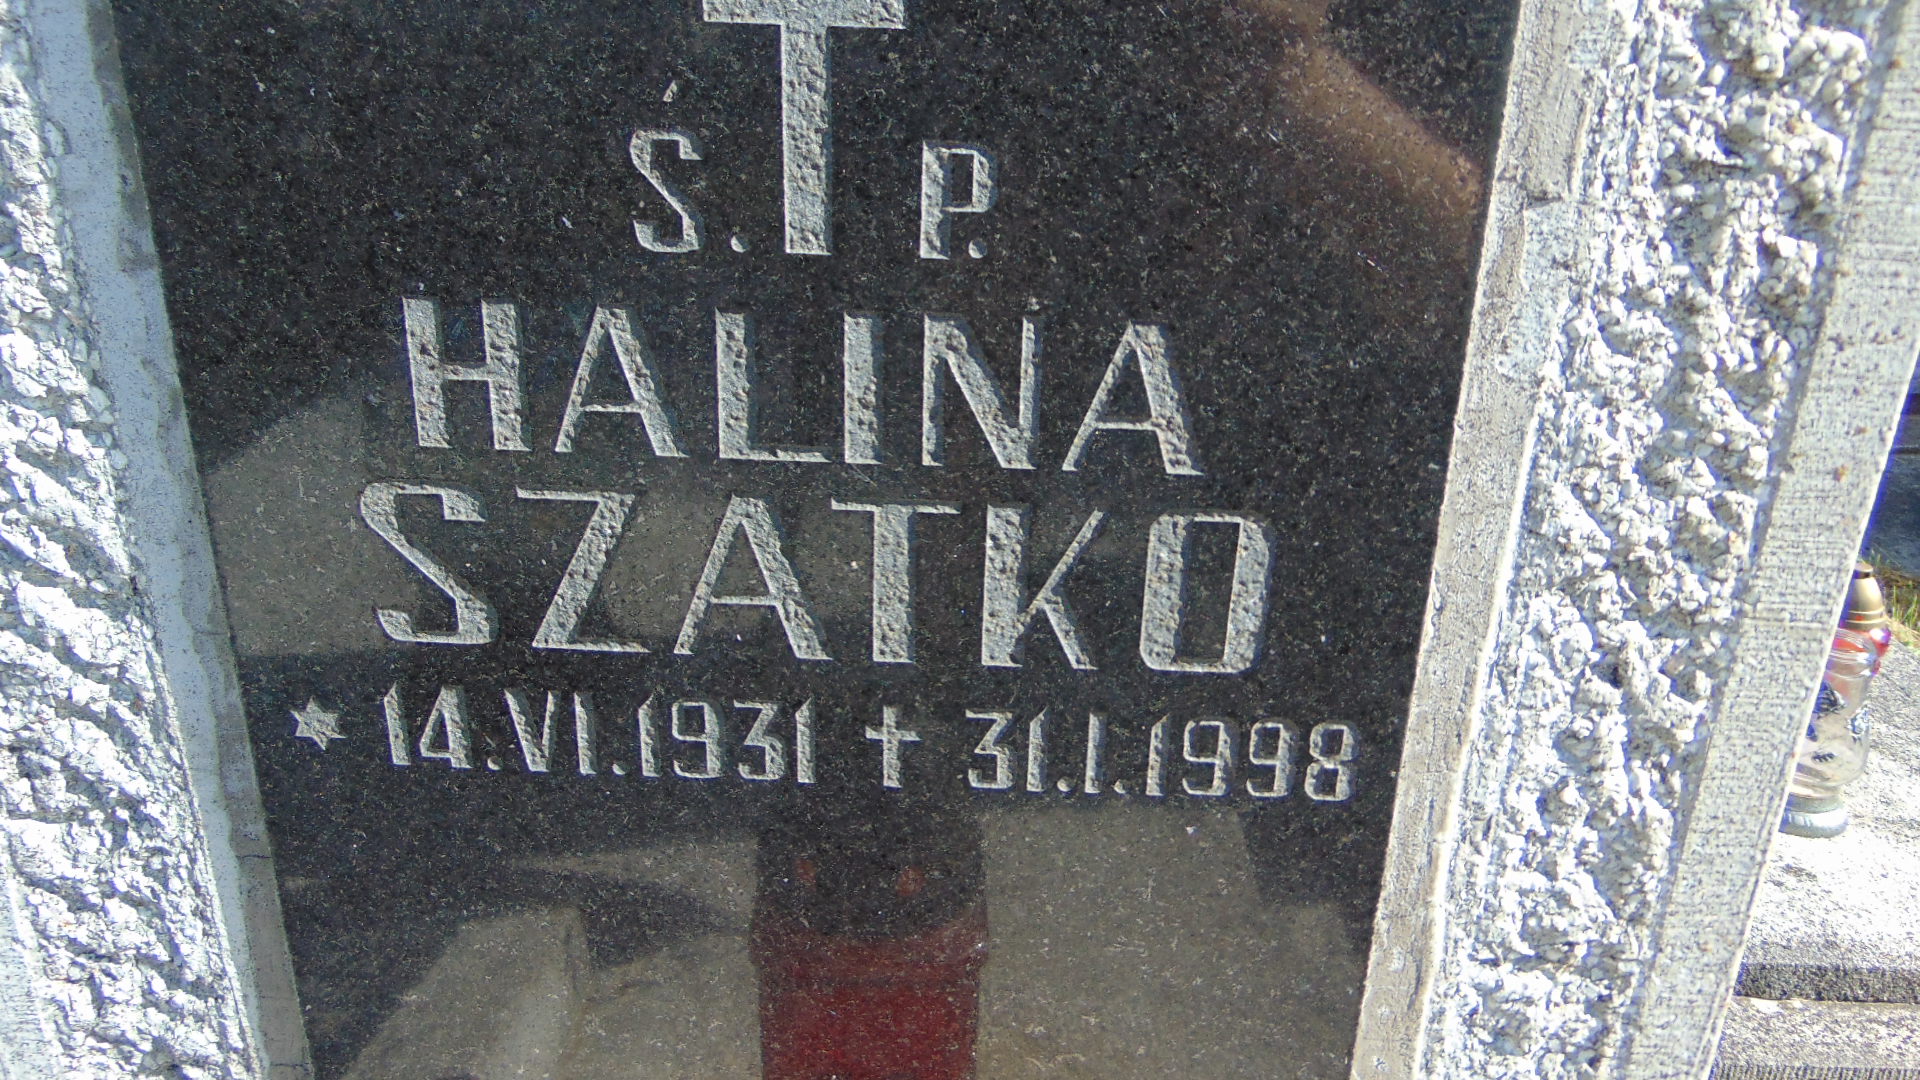 Ś. P.
HALINA
SZATKO
* 14.VI.1931 ✝ 31.I.1998